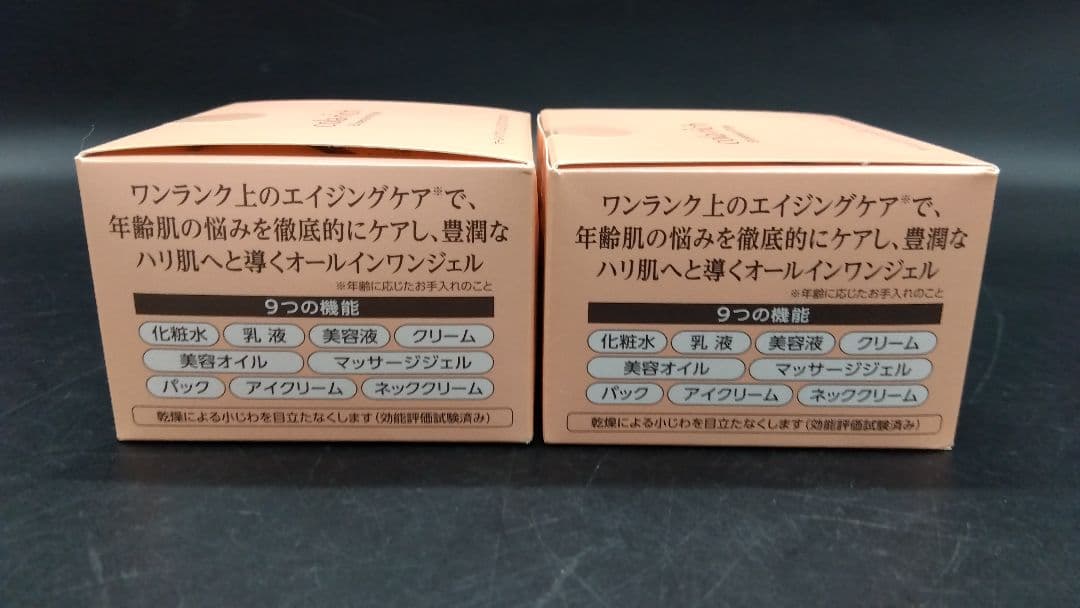 ワンランク上のエイジングケア※で、
年齢肌の悩みを徹底的にケアし、豊潤な
ハリ肌へと導くオールインワンジェル
※年齢に応じたお手入れのこと
9つの機能
化粧水 乳液 美容液 クリーム
美容オイル マッサージジェル
パック アイクリーム ネッククリーム
乾燥による小じわを目立たなくします(効能評価試験済み)
ワンランク上のエイジングケア※で、
年齢肌の悩みを徹底的にケアし、豊潤な
ハリ肌へと導くオールインワンジェル
※年齢に応じたお手入れのこと
9つの機能
化粧水 乳液 美容液 クリーム
美容オイル マッサージジェル
パック アイクリーム ネッククリーム
乾燥による小じわを目立たなくします(効能評価試験済み)